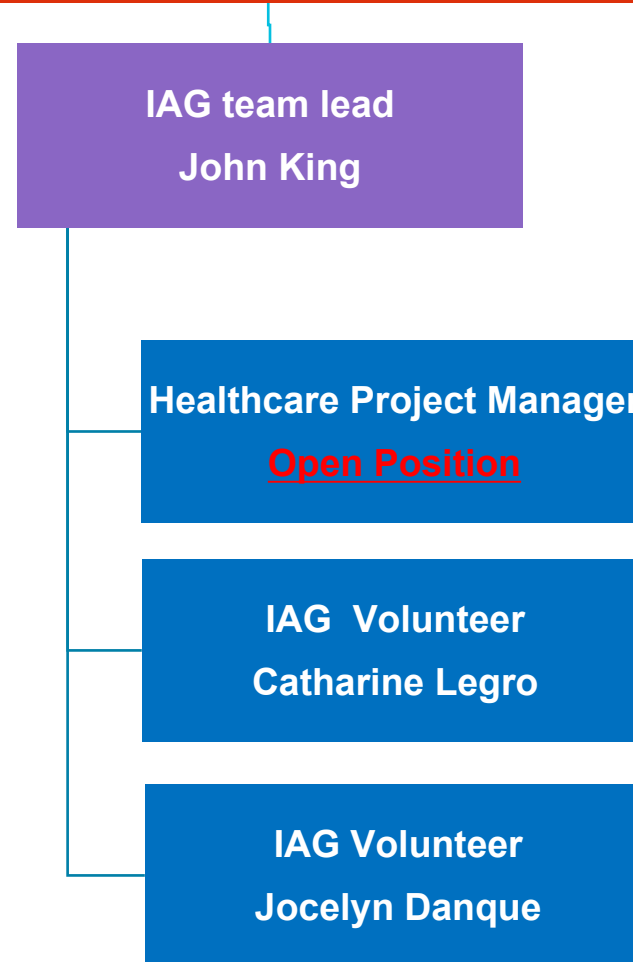 IAG team lead
John King
Healthcare Project Manager
Open Position
IAG  Volunteer
Catharine Legro
IAG Volunteer
Jocelyn Danque